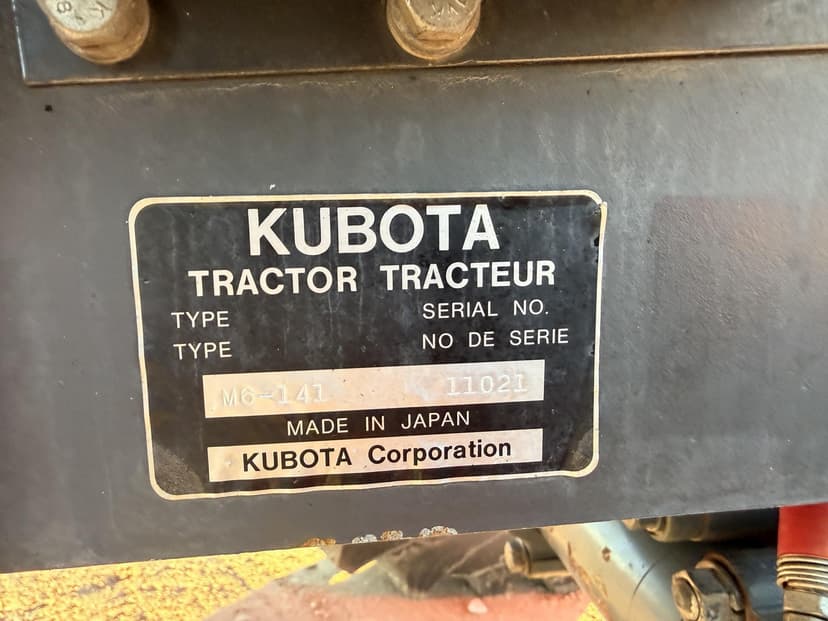 KUBOTA
TRACTOR TRACTEUR
TYPE SERIAL NO.
TYPE NO DE SERIE
M6-141 11021
MADE IN JAPAN
KUBOTA Corporation